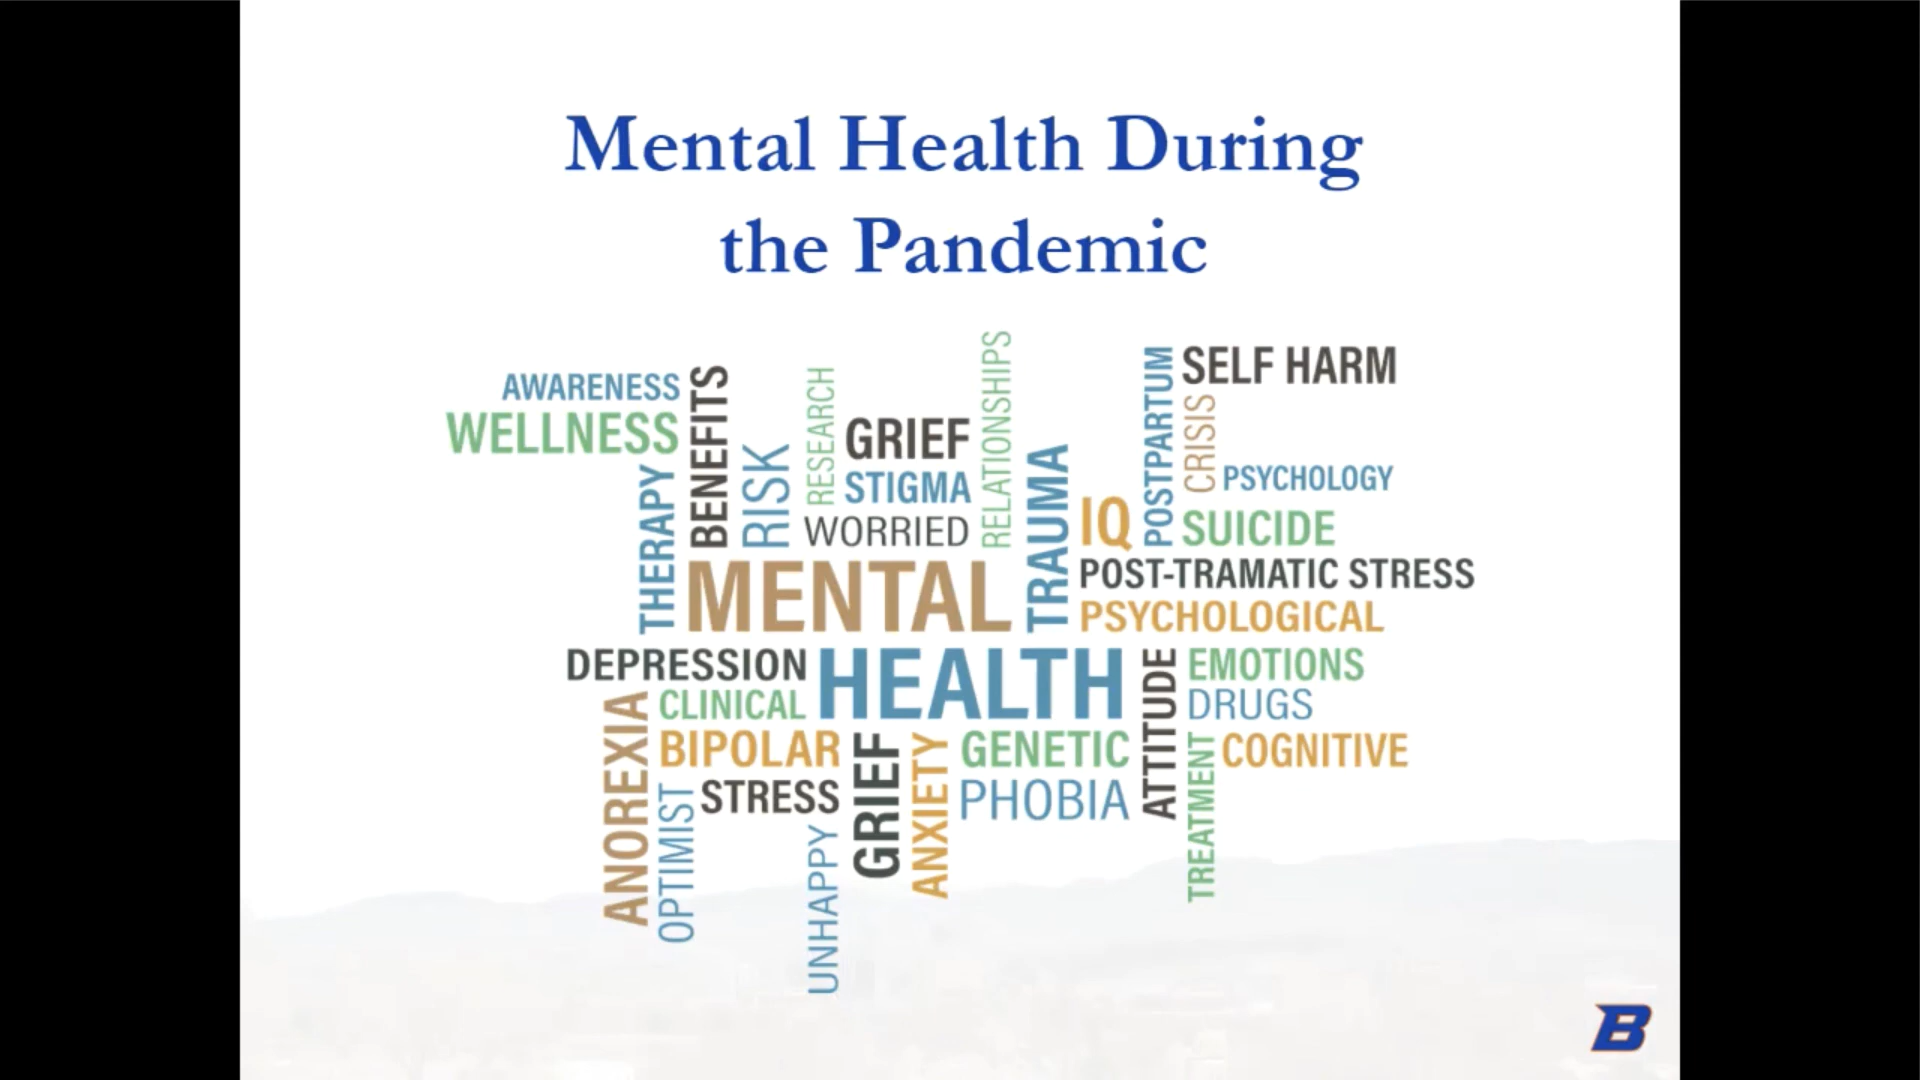 Mental Health During
the Pandemic
AWARENESS
WELLNESS
THERAPY
BENEFITS
RISK
RESEARCH
GRIEF
STIGMA
WORRIED
RELATIONSHIPS
TRAUMA
IQ
POSTPARTUM
SELF HARM
CRISIS
PSYCHOLOGY
SUICIDE
POST-TRAMATIC STRESS
PSYCHOLOGICAL
MENTAL
DEPRESSION
HEALTH
CLINICAL
ANOREXIA
BIPOLAR
OPTIMIST
STRESS
UNHAPPY
GRIEF
ANXIETY
GENETIC
PHOBIA
ATTITUDE
EMOTIONS
DRUGS
TREATMENT
COGNITIVE
B